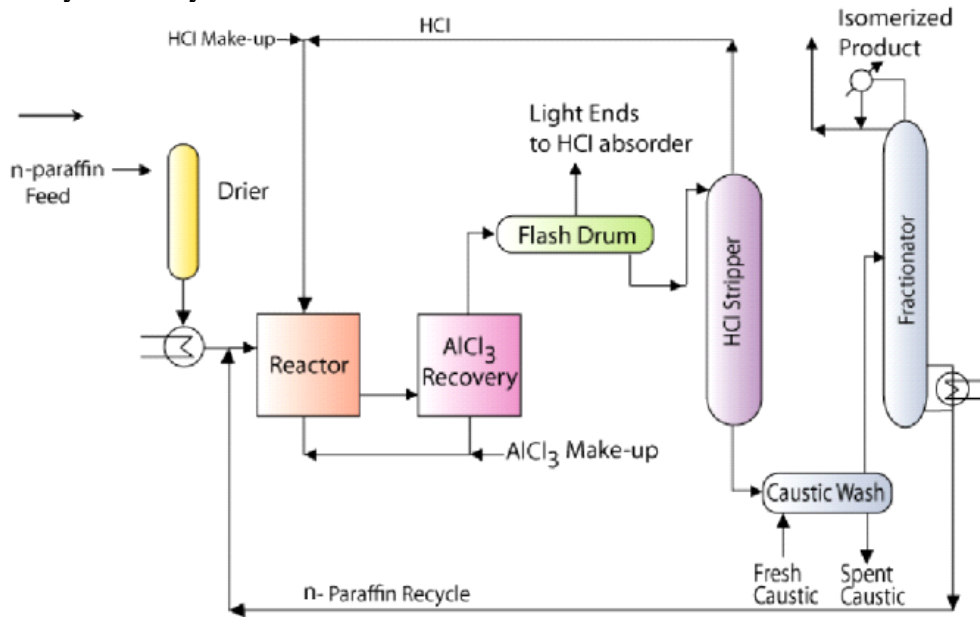 Isomerized
Product
HCl Make-up
HCl
Light Ends
to HCl absorder
n-paraffin
Feed
Drier
Flash Drum
HCl Stripper
Fractionator
Reactor
AlCl₃
Recovery
AlCl₃ Make-up
Caustic Wash
Fresh
Caustic
Spent
Caustic
n- Paraffin Recycle